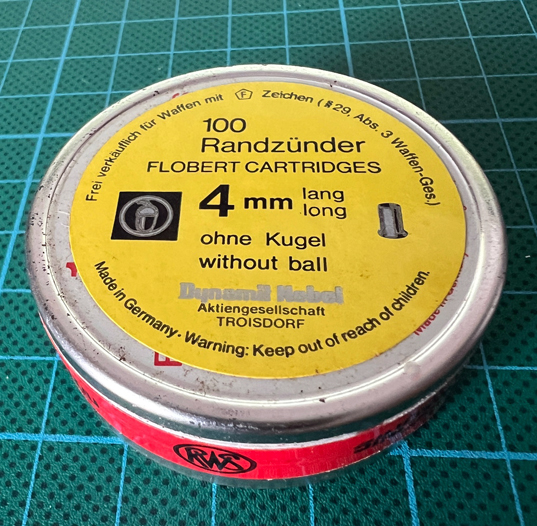 Frei verkäuflich für Waffen mit F Zeichen (§ 29, Abs. 3 Waffen-Ges.)
100
Randzünder
FLOBERT CARTRIDGES
4 mm lang
long
ohne Kugel
without ball
Dynamit Nobel
Aktiengesellschaft
TROISDORF
Made in Germany · Warning: Keep out of reach of children.
RWS